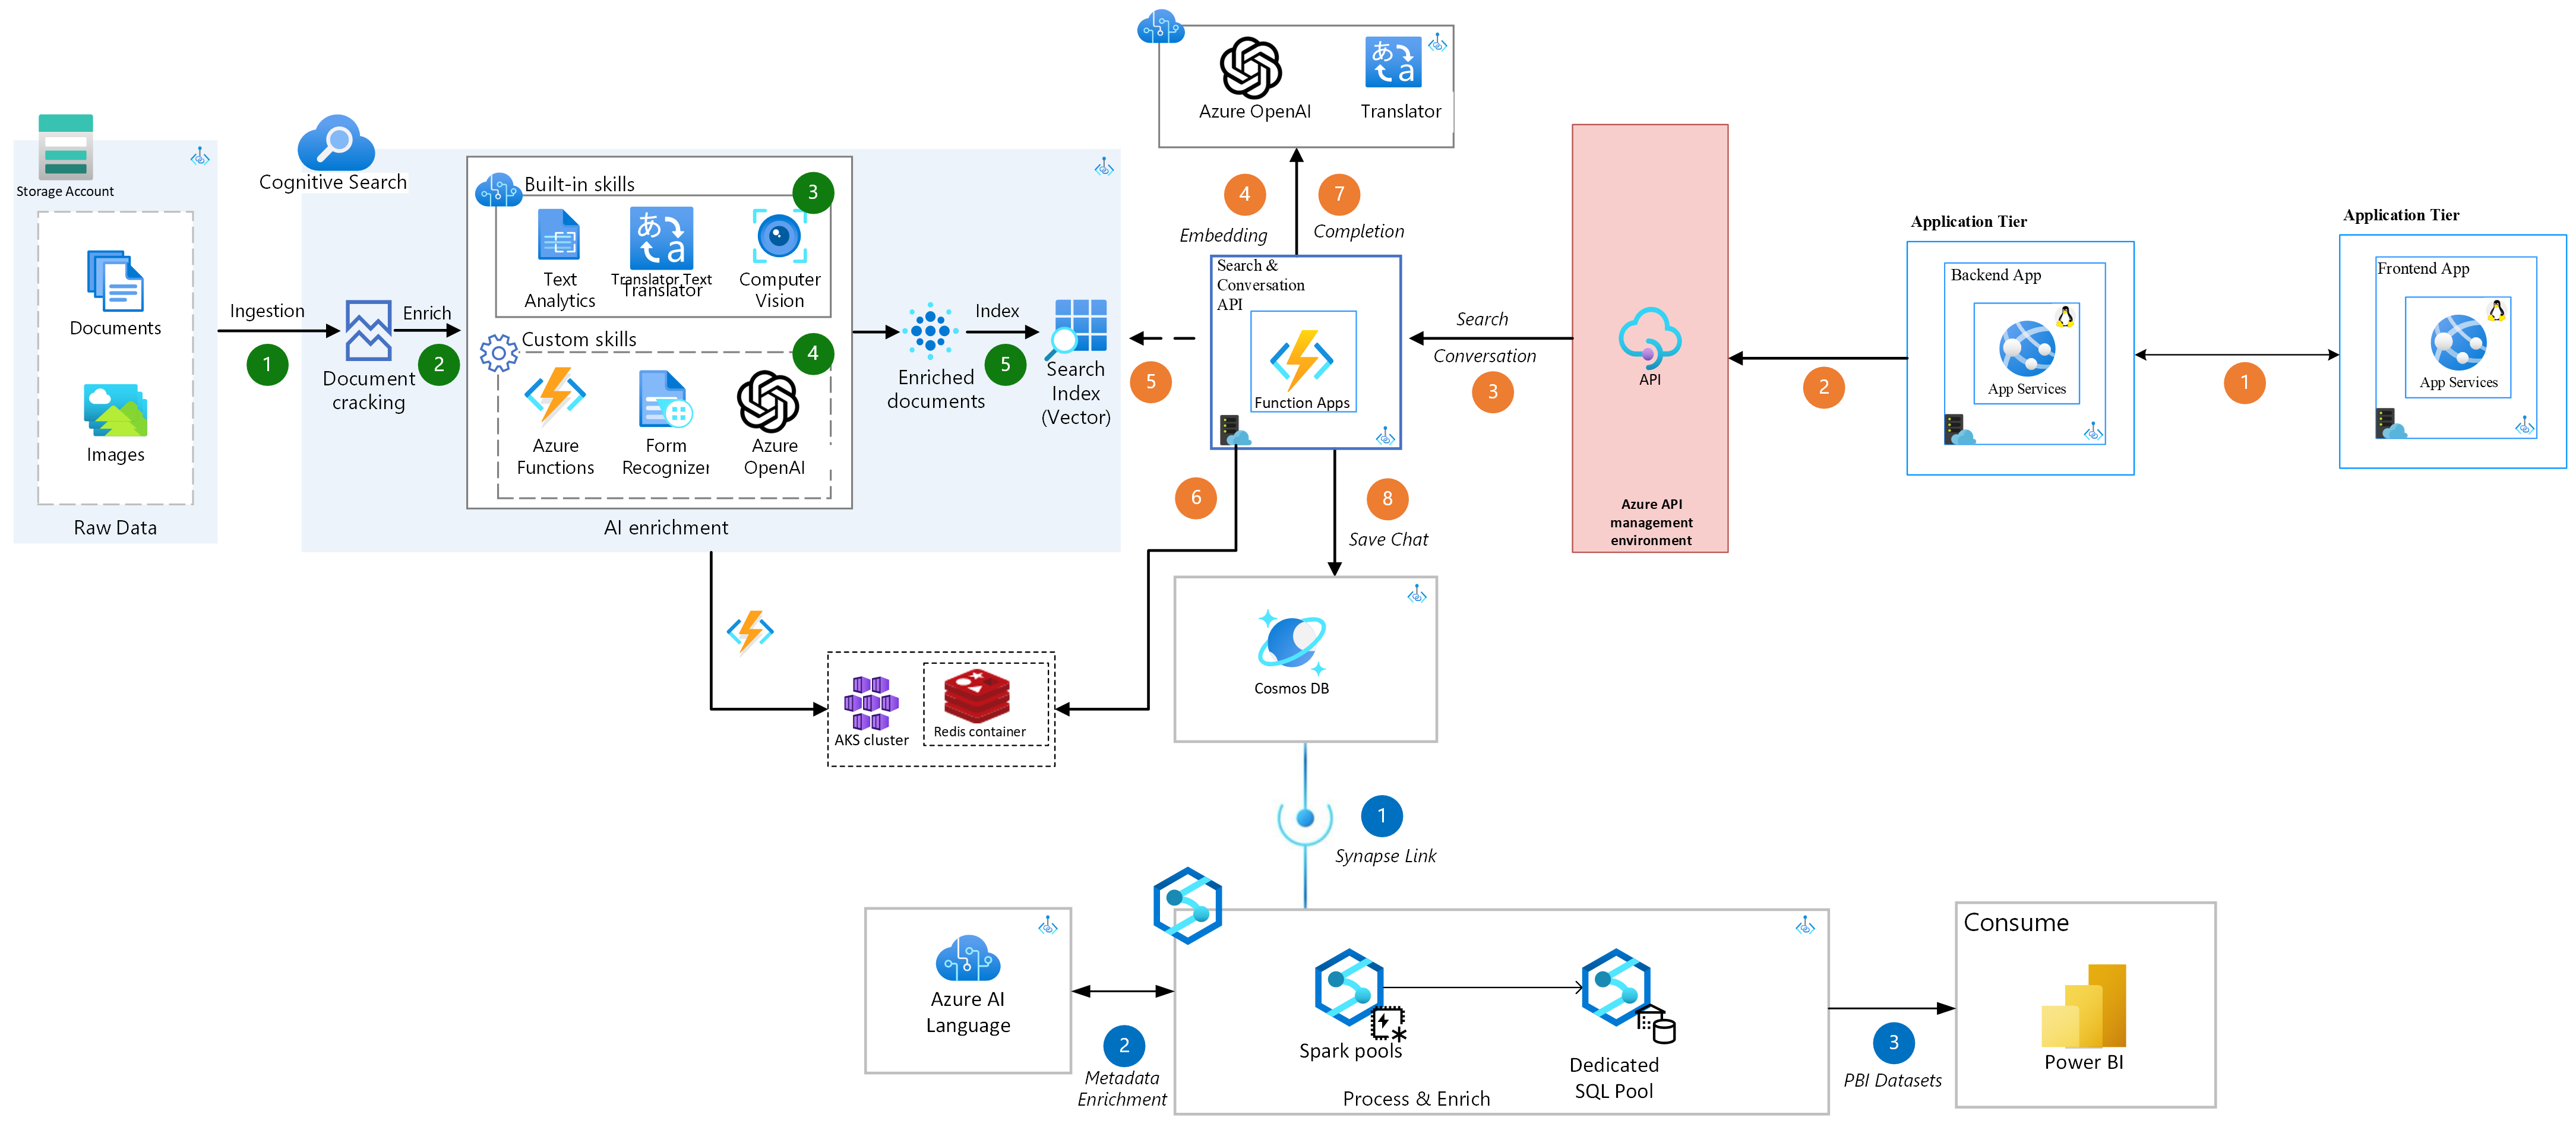 Azure OpenAI
Translator
4
7
Embedding
Completion
Storage Account
Documents
Images
Raw Data
Ingestion
1
Cognitive Search
Document
cracking
Enrich
2
Built-in skills
3
Text
Analytics
Translator Text
Translator
Computer
Vision
Custom skills
4
Azure
Functions
Form
Recognizer
Azure
OpenAI
AI enrichment
Enriched
documents
Index
5
Search
Index
(Vector)
5
Search &
Conversation
API
Function Apps
Search
Conversation
3
API
Azure API
management
environment
2
Application Tier
Backend App
App Services
1
Application Tier
Frontend App
App Services
6
8
Save Chat
AKS cluster
Redis container
Cosmos DB
1
Synapse Link
Azure AI
Language
2
Metadata
Enrichment
Spark pools
Dedicated
SQL Pool
Process & Enrich
3
PBI Datasets
Consume
Power BI